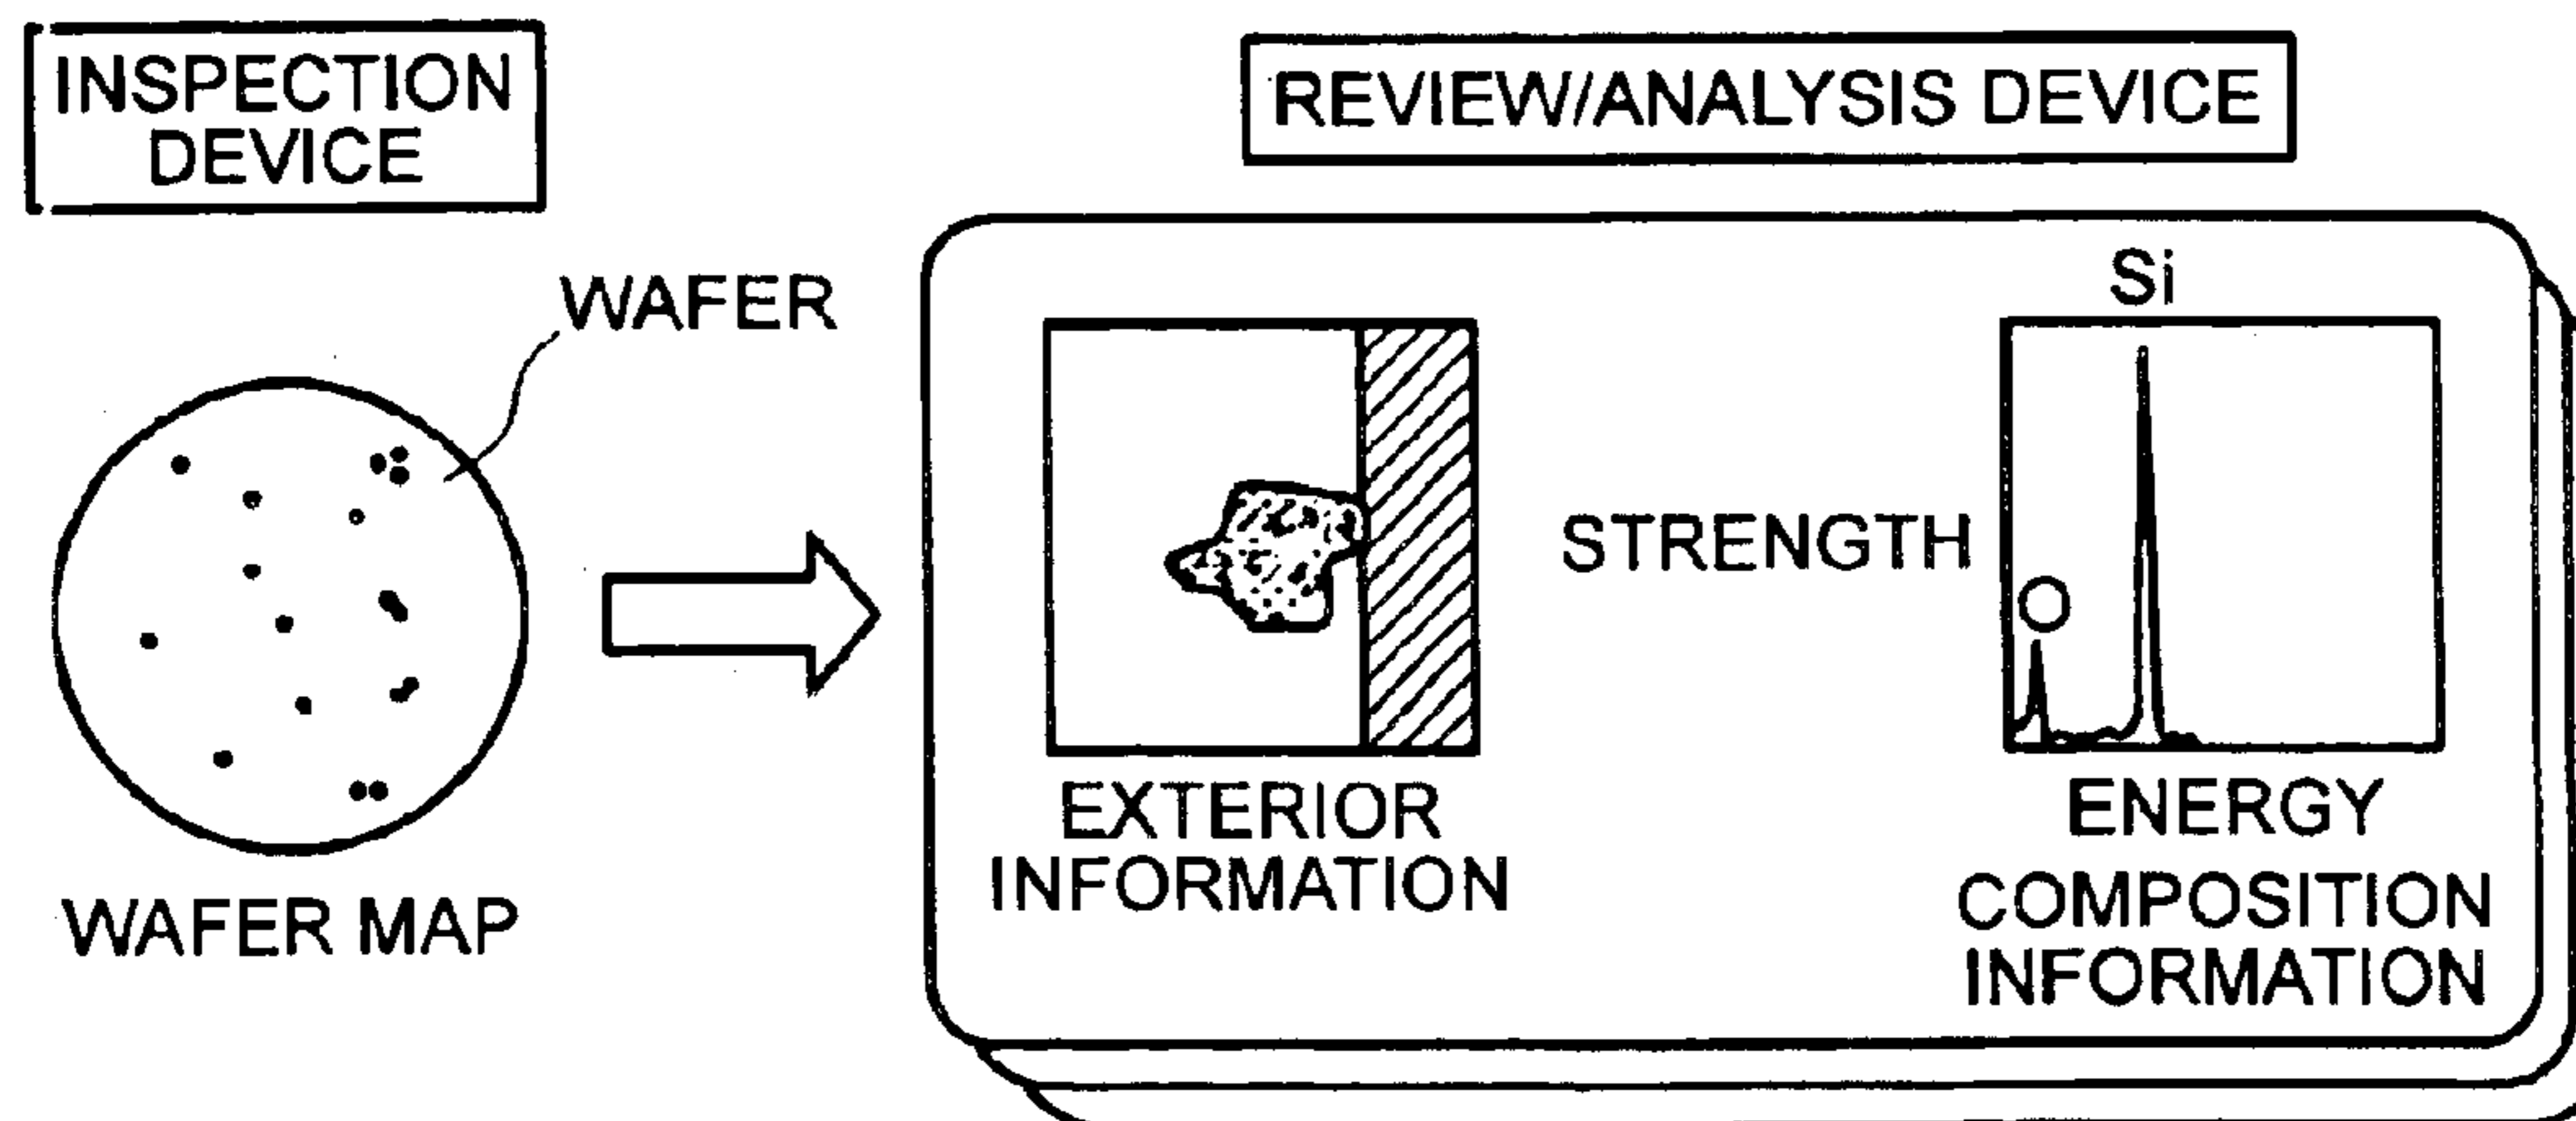 INSPECTION
DEVICE
REVIEW/ANALYSIS DEVICE
WAFER
WAFER MAP
EXTERIOR
INFORMATION
STRENGTH
Si
O
ENERGY
COMPOSITION
INFORMATION